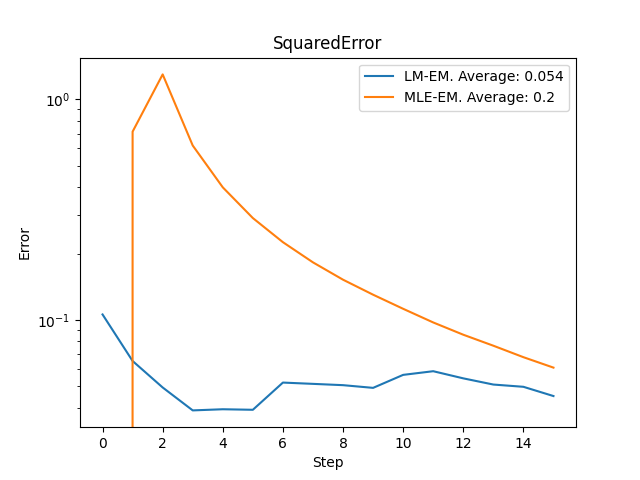 SquaredError
LM-EM. Average: 0.054
MLE-EM. Average: 0.2
10⁰
10⁻¹
Error
0 2 4 6 8 10 12 14
Step